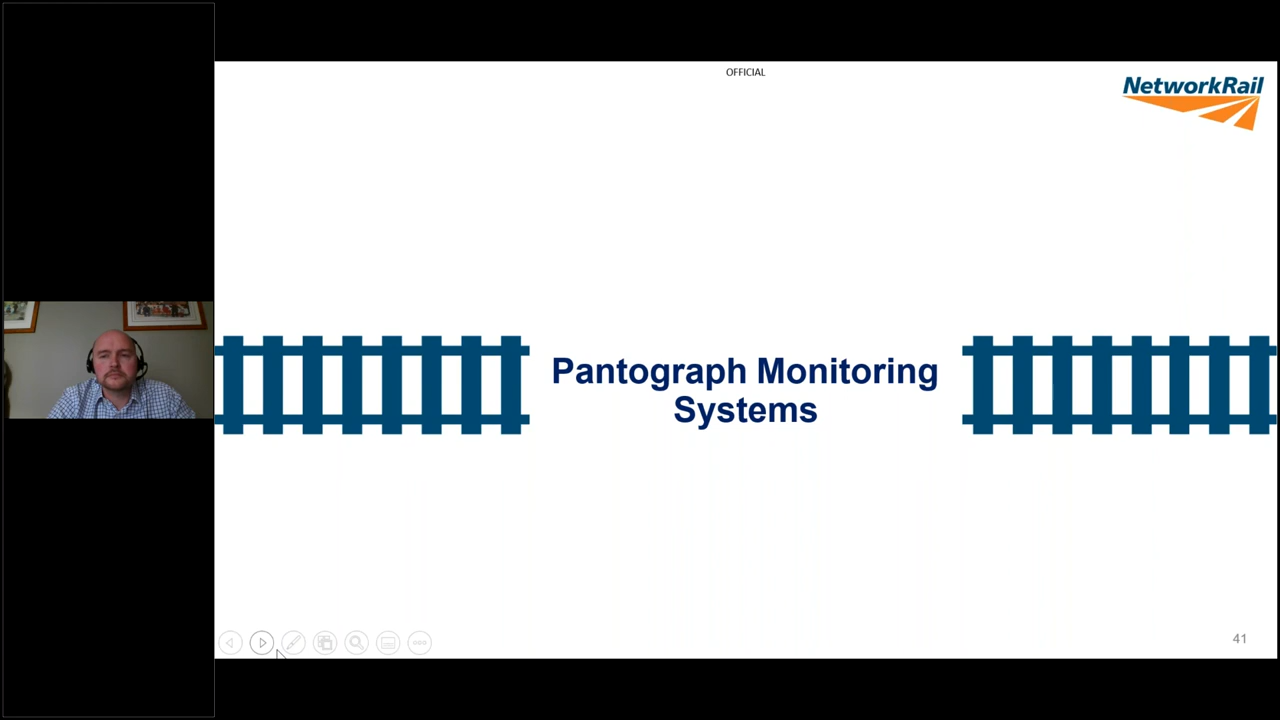 OFFICIAL
NetworkRail
Pantograph Monitoring
Systems
41